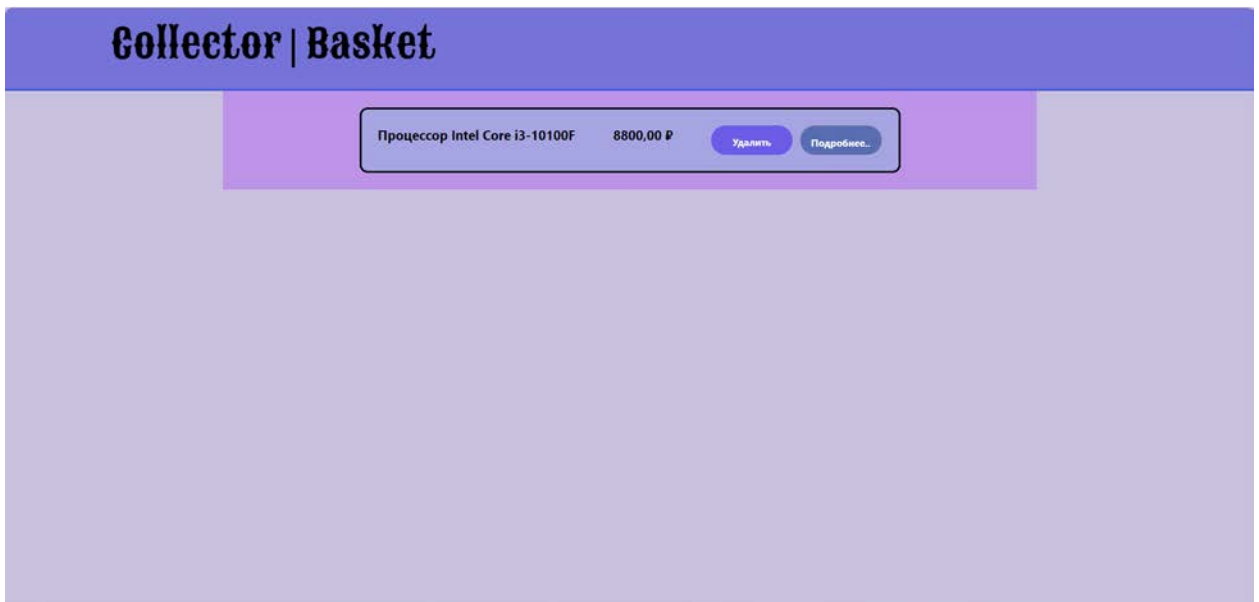 Collector | Basket
Процессор Intel Core i3-10100F 8800,00 ₽ Удалить Подробнее..